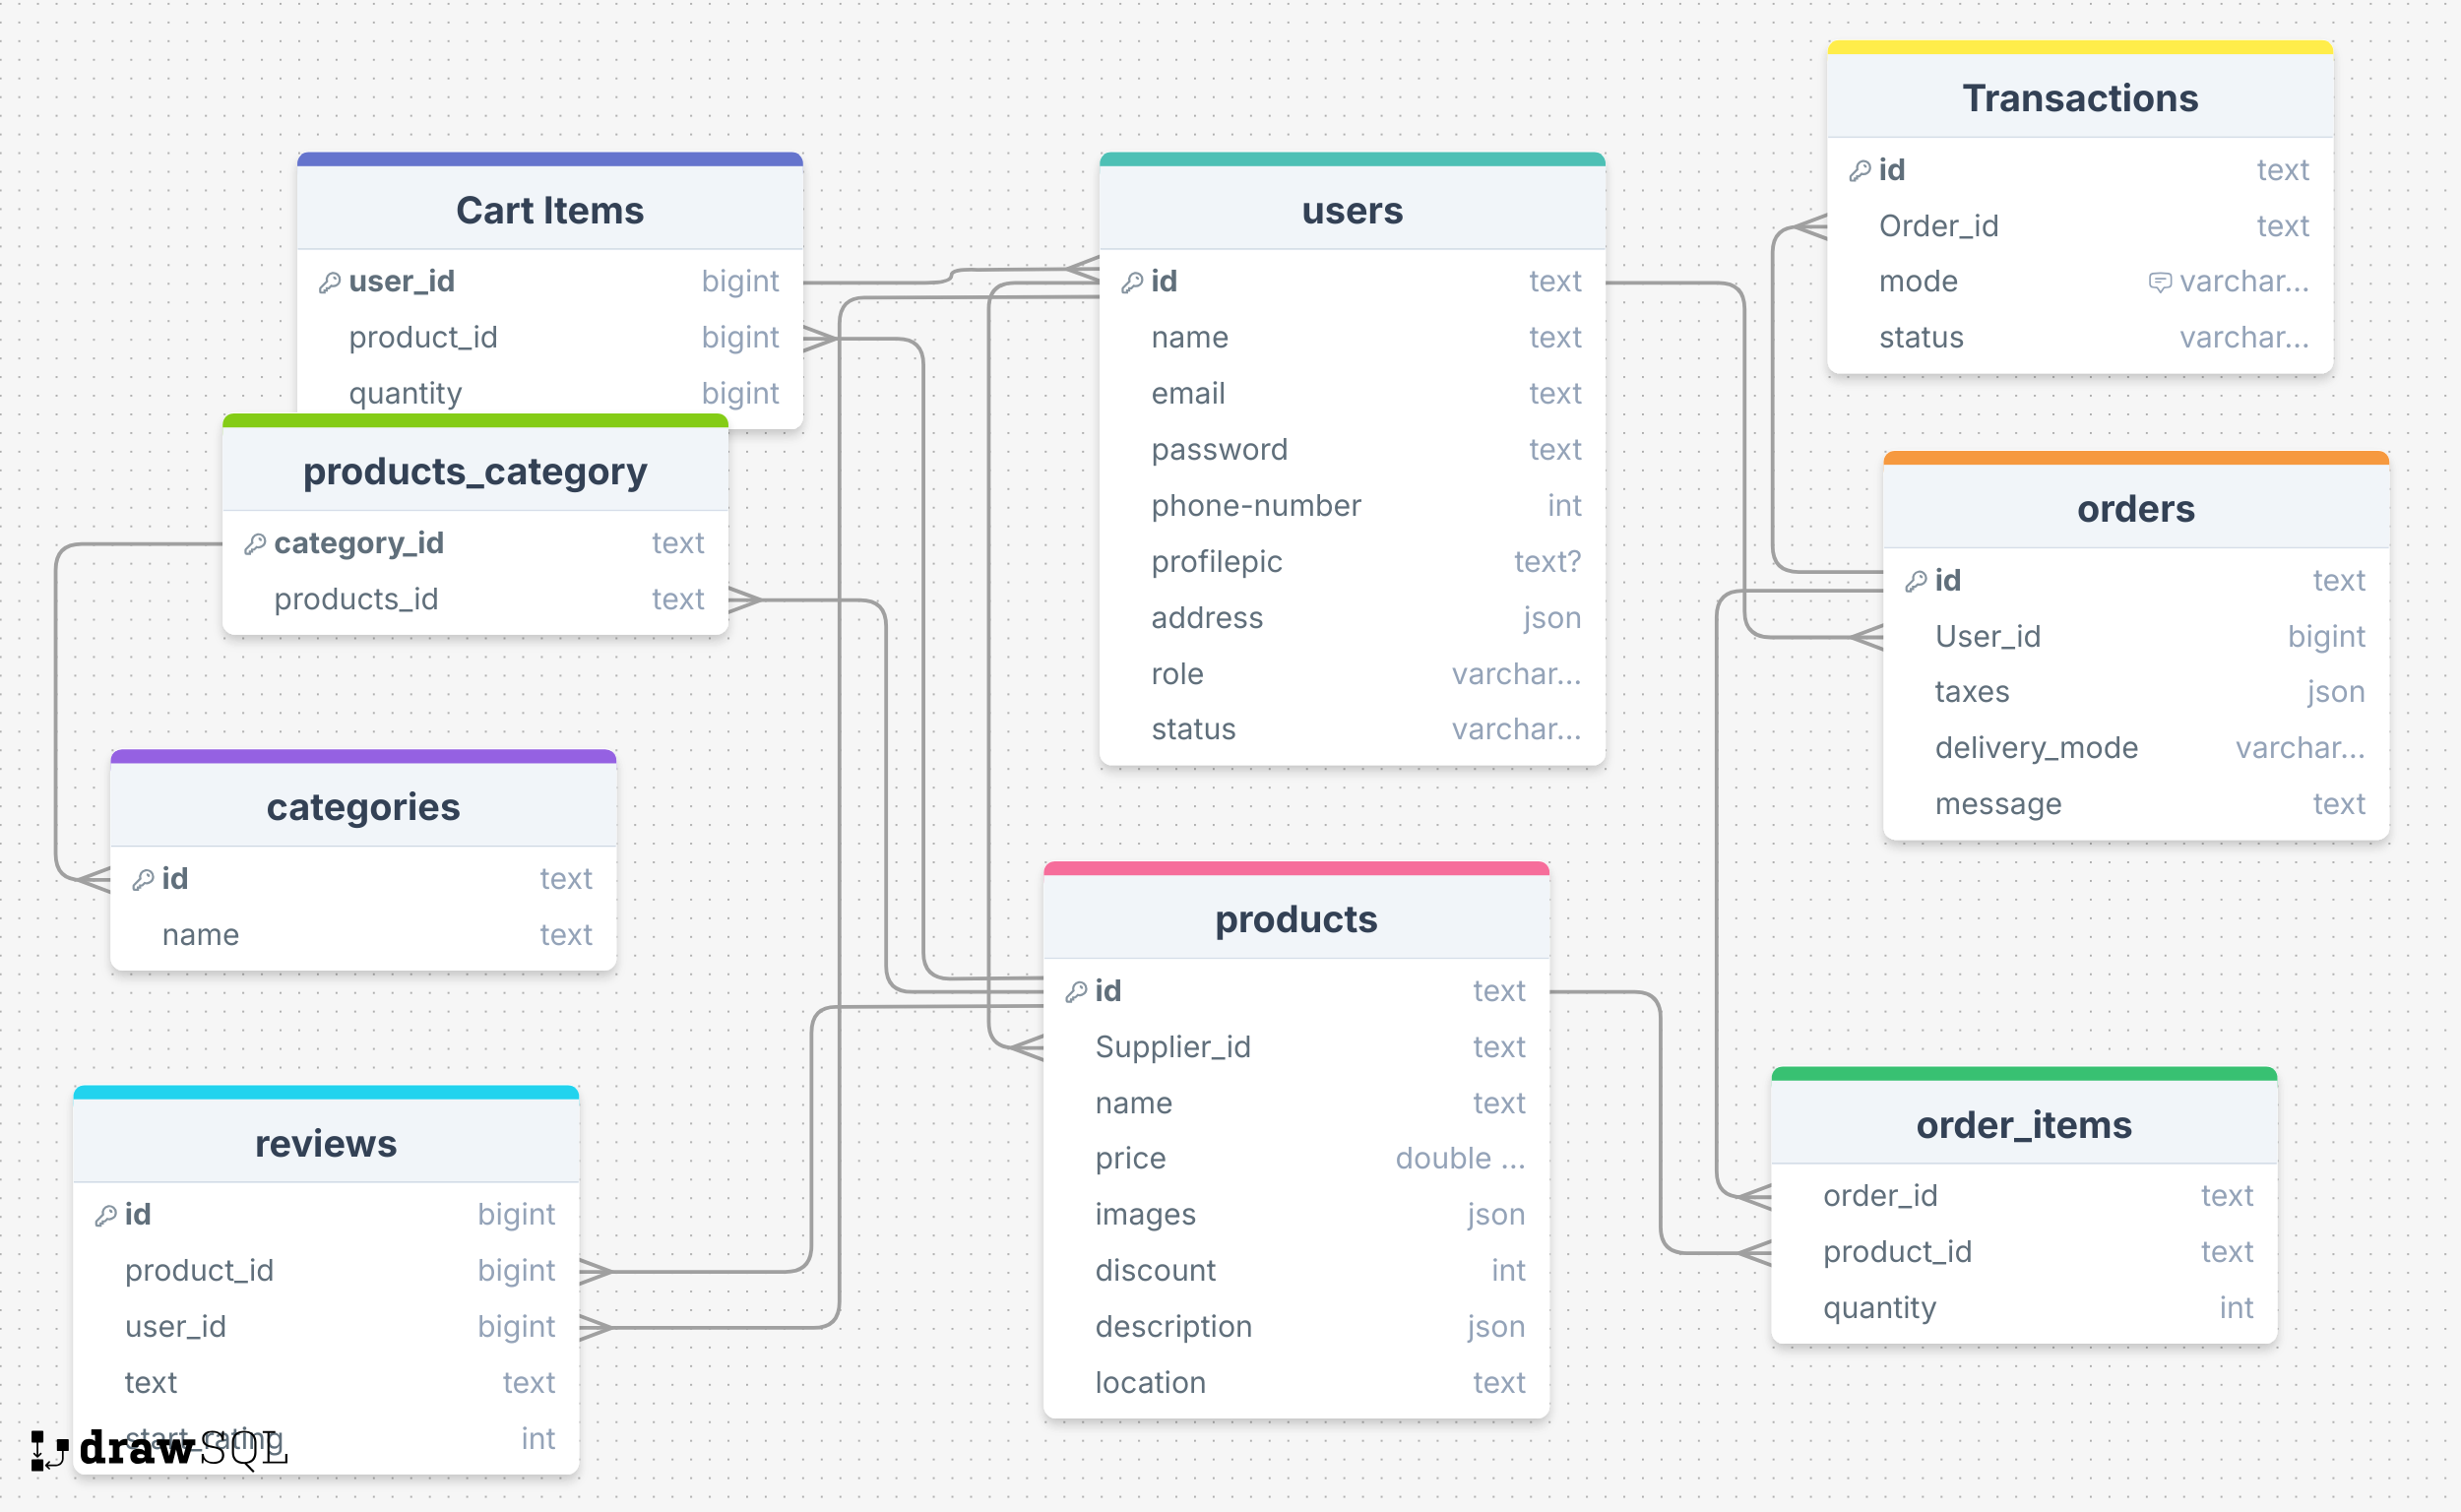 Transactions
id text
Order_id text
mode varchar...
status varchar...
Cart Items
user_id bigint
product_id bigint
quantity bigint
users
id text
name text
email text
password text
phone-number int
profilepic text?
address json
role varchar...
status varchar...
products_category
category_id text
products_id text
orders
id text
User_id bigint
taxes json
delivery_mode varchar...
message text
categories
id text
name text
products
id text
Supplier_id text
name text
price double ...
images json
discount int
description json
location text
reviews
id bigint
product_id bigint
user_id bigint
text text
start_rating int
order_items
order_id text
product_id text
quantity int
drawSQL